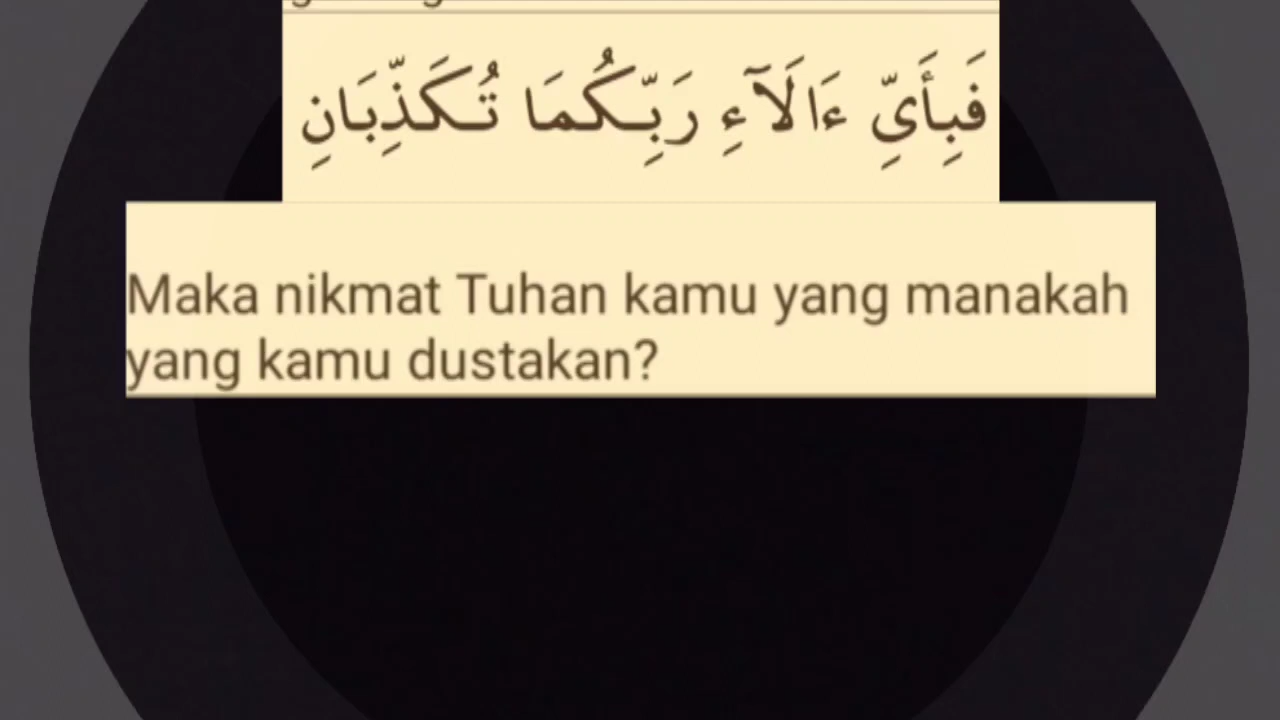 فَبِأَىِّ ءَالَآءِ رَبِّكُمَا تُكَذِّبَانِ
Maka nikmat Tuhan kamu yang manakah
yang kamu dustakan?